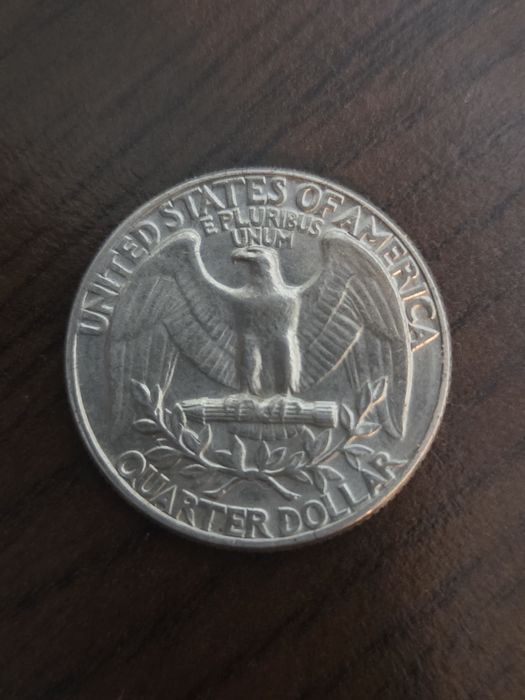 UNITED STATES OF AMERICA
E PLURIBUS
UNUM
QUARTER DOLLAR